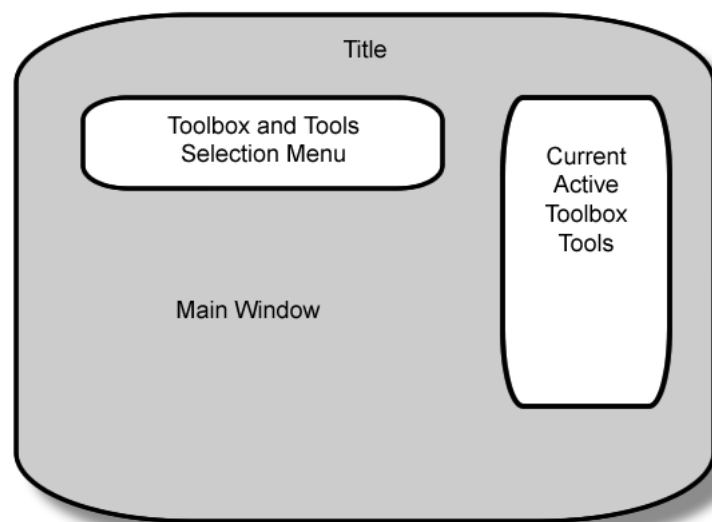 Title
Toolbox and Tools
Selection Menu
Current
Active
Toolbox
Tools
Main Window